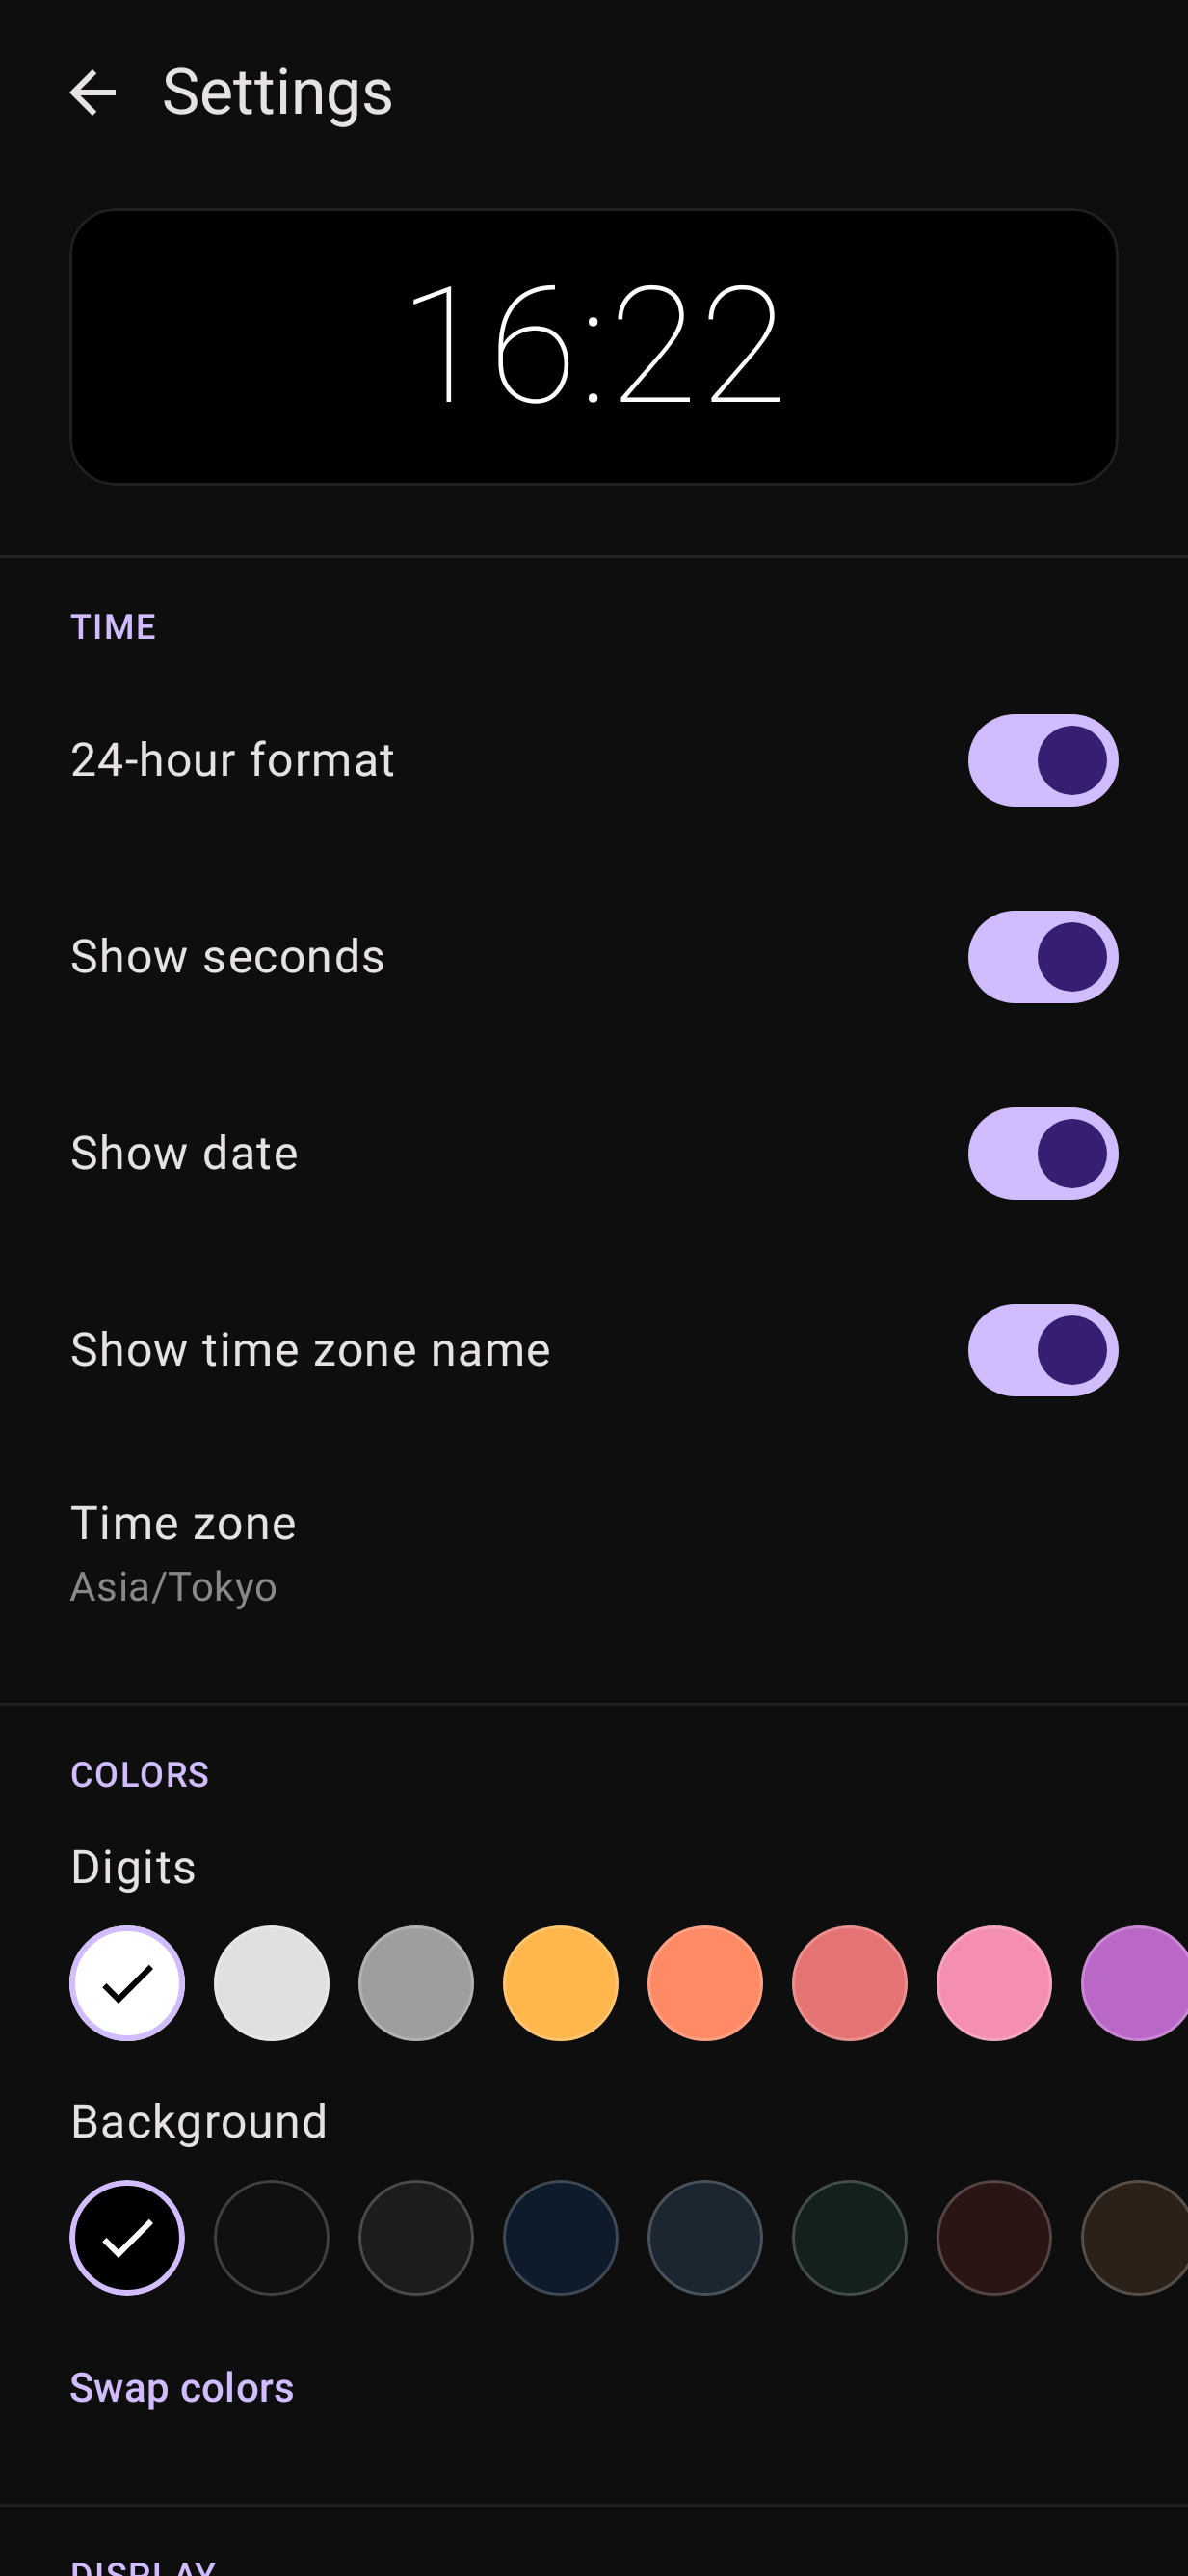 Settings
16:22
TIME
24-hour format
Show seconds
Show date
Show time zone name
Time zone
Asia/Tokyo
COLORS
Digits
Background
Swap colors
DISPLAY